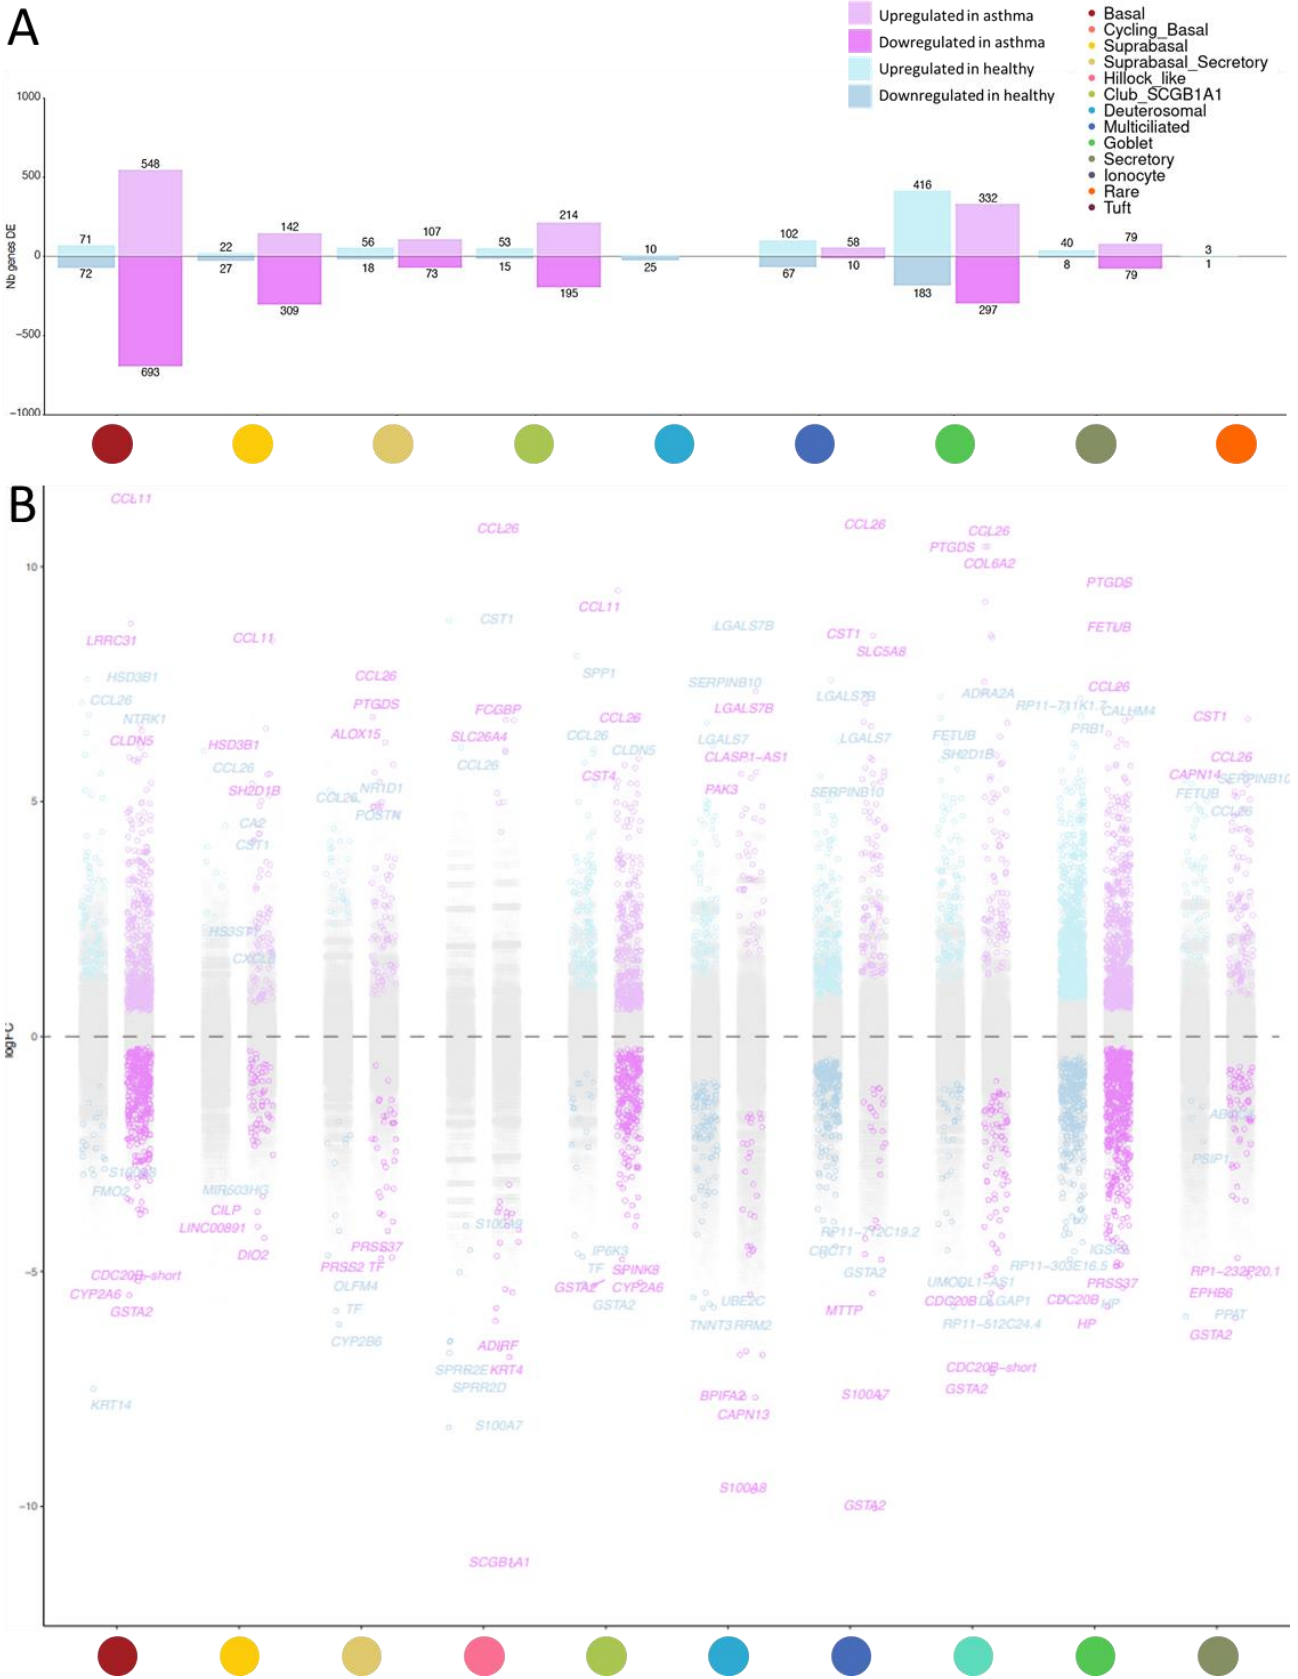 A
Upregulated in asthma
Dowregulated in asthma
Upregulated in healthy
Downregulated in healthy
Basal
Cycling_Basal
Suprabasal
Suprabasal_Secretory
Hillock_like
Club_SCGB1A1
Deuterosomal
Multiciliated
Goblet
Secretory
Ionocyte
Rare
Tuft
Nb genes DE
1000
500
0
−500
−1000
71 548
72 693
22 142
27 309
56 107
18 73
53 214
15 195
10
25
102 58
67 10
416 332
183 297
40 79
8 79
3
1
B
logFC
10
5
0
−5
−10
CCL11
LRRC31
HSD3B1
CCL26
NTRK1
CLDN5
FMO2
CDC20B−short
CYP2A6
GSTA2
KRT14
CCL11
HSD3B1
CCL26
SH2D1B
CA2
CST1
MIR503HG
CILP
LINC00891
DIO2
CCL26
PTGDS
ALOX15
NR1D1
CCL26
POSTN
PRSS37
PRSS2 TF
OLFM4
TF
CYP2B6
CCL26
CST1
FCGBP
SLC26A4
CCL26
S100A9
ADIRF
SPRR2E KRT4
SPRR2D
S100A7
SCGB1A1
CCL11
SPP1
CCL26
CCL26
CLDN5
CST4
IP6K3
TF SPINK8
GSTA2 CYP2A6
GSTA2
LGALS7B
SERPINB10
LGALS7B
LGALS7
CLASP1−AS1
PAK3
UBE2C
TNNT3 RRM2
BPIFA2
CAPN13
S100A8
CCL26
CST1
SLC5A8
LGALS7B
LGALS7
SERPINB10
RP11−712C19.2
CRCT1
GSTA2
MTTP
S100A7
GSTA2
CCL26
PTGDS
COL6A2
ADRA2A
FETUB
SH2D1B
UMODL1−AS1
CDC20B DLGAP1
RP11−512C24.4
CDC20B−short
GSTA2
PTGDS
FETUB
CCL26
RP11−711K1.7
CALHM4
PRB1
RP11−303E16.5
PRSS37
CDC20B HP
HP
CST1
CCL26
CAPN14 SERPINB10
FETUB
CCL26
PSIP1
RP1−232P20.1
EPHB6
PPAT
GSTA2